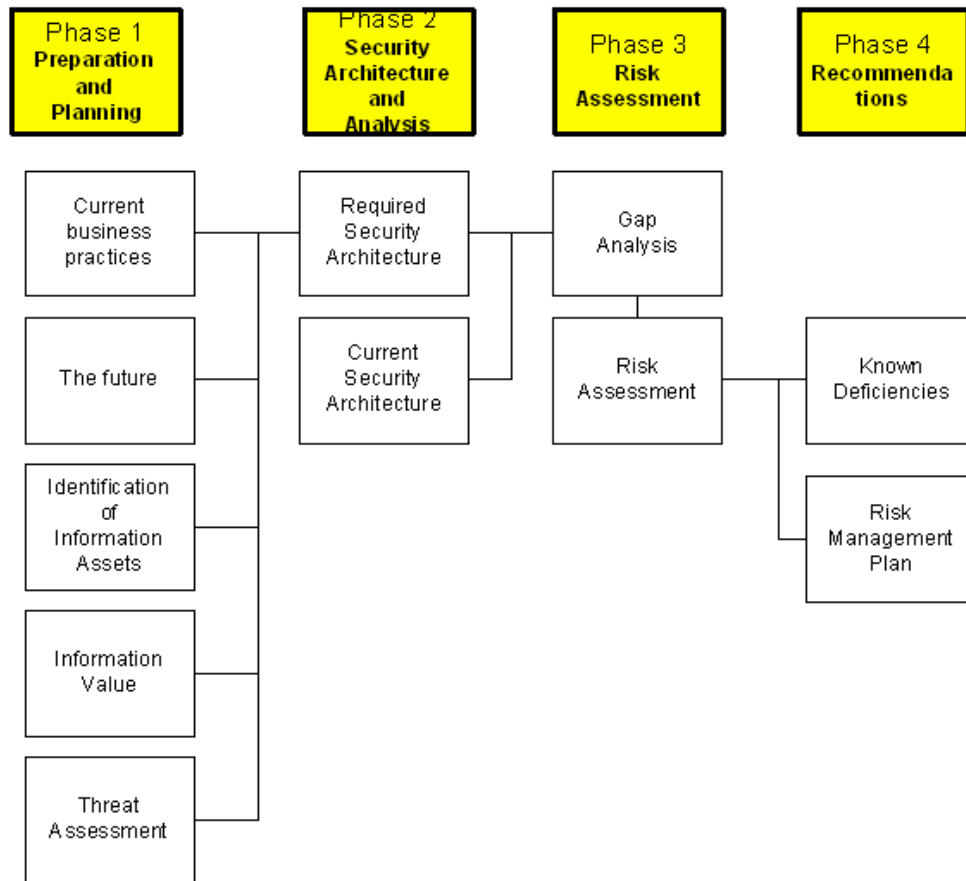 Phase 1
Preparation
and
Planning
Phase 2
Security
Architecture
and
Analysis
Phase 3
Risk
Assessment
Phase 4
Recommenda
tions
Current
business
practices
Required
Security
Architecture
Gap
Analysis
The future
Current
Security
Architecture
Risk
Assessment
Known
Deficiencies
Identification
of
Information
Assets
Risk
Management
Plan
Information
Value
Threat
Assessment